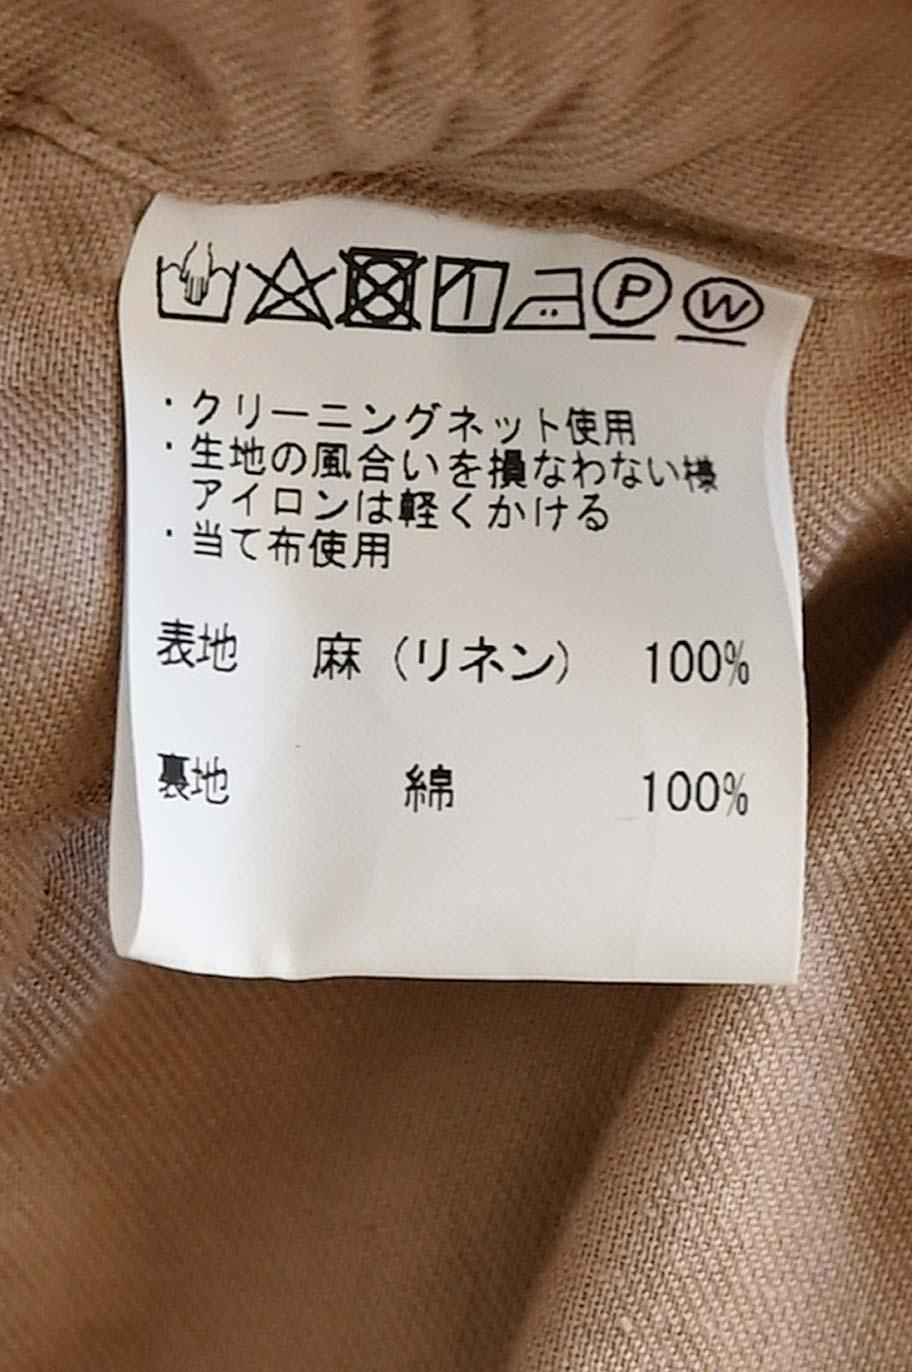 P W
・クリーニングネット使用
・生地の風合いを損なわない様
アイロンは軽くかける
・当て布使用
表地 麻（リネン） 100%
裏地 綿 100%